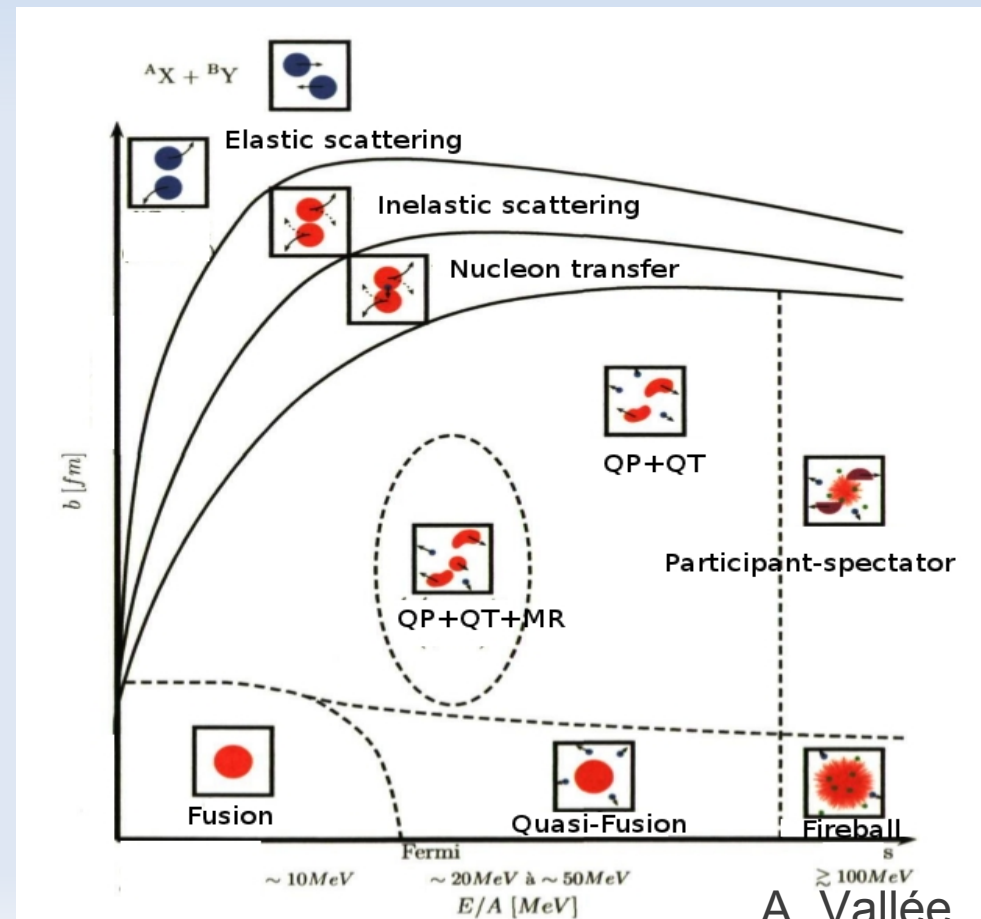 ᴬX + ᴮY
Elastic scattering
Inelastic scattering
Nucleon transfer
b [fm]
QP+QT
Participant-spectator
QP+QT+MR
Fusion
Quasi-Fusion
Fireball
Fermi
s
~ 10MeV
~ 20MeV à ~ 50MeV
≳ 100MeV
E/A [MeV]
A. Vallée